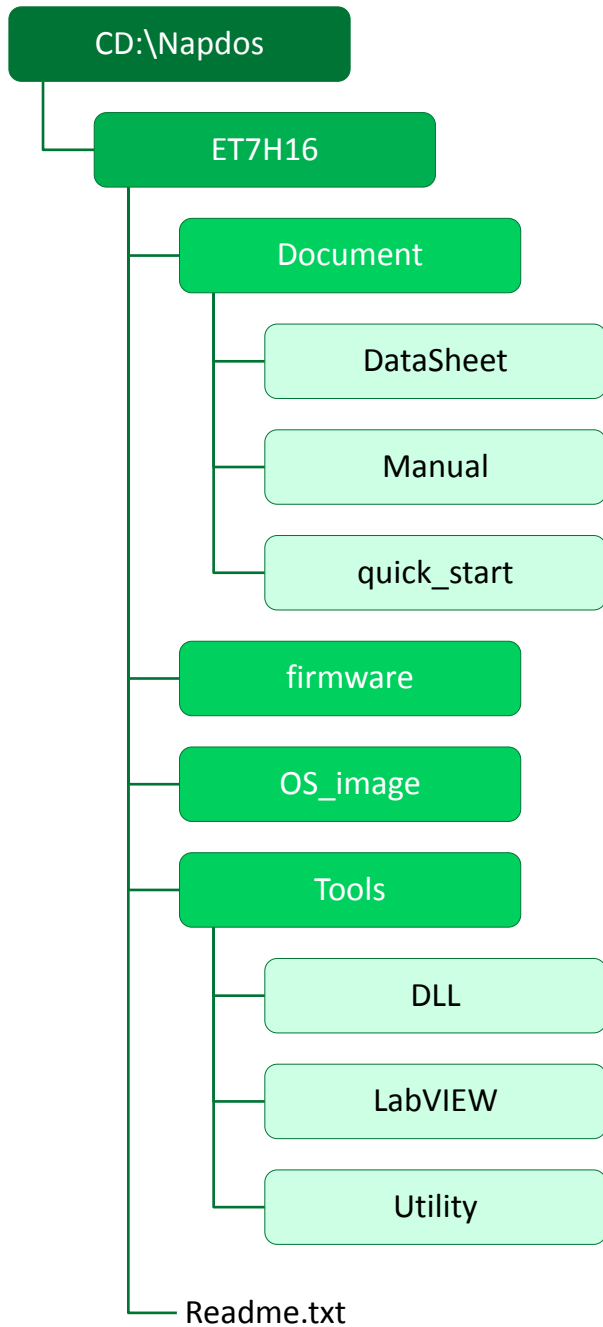 CD:\Napdos
ET7H16
Document
DataSheet
Manual
quick_start
firmware
OS_image
Tools
DLL
LabVIEW
Utility
Readme.txt